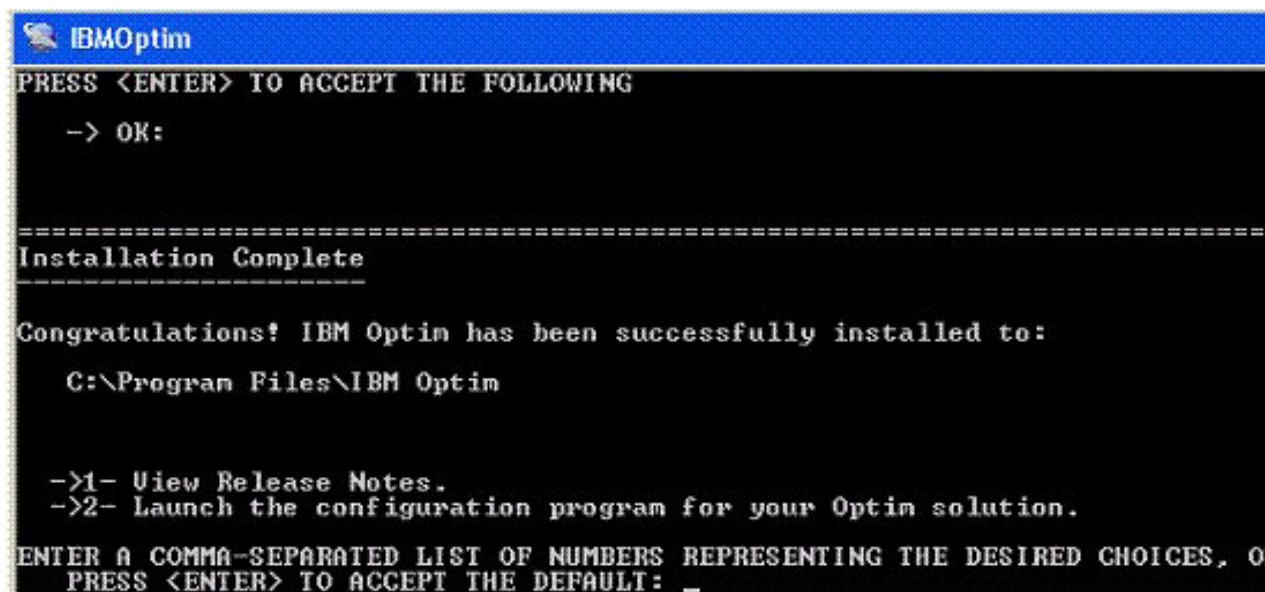 IBMOptim
PRESS <ENTER> TO ACCEPT THE FOLLOWING
-> OK:
===========================================================================
Installation Complete
---------------------
Congratulations! IBM Optim has been successfully installed to:
C:\Program Files\IBM Optim
->1- View Release Notes.
->2- Launch the configuration program for your Optim solution.
ENTER A COMMA-SEPARATED LIST OF NUMBERS REPRESENTING THE DESIRED CHOICES, O
PRESS <ENTER> TO ACCEPT THE DEFAULT: _